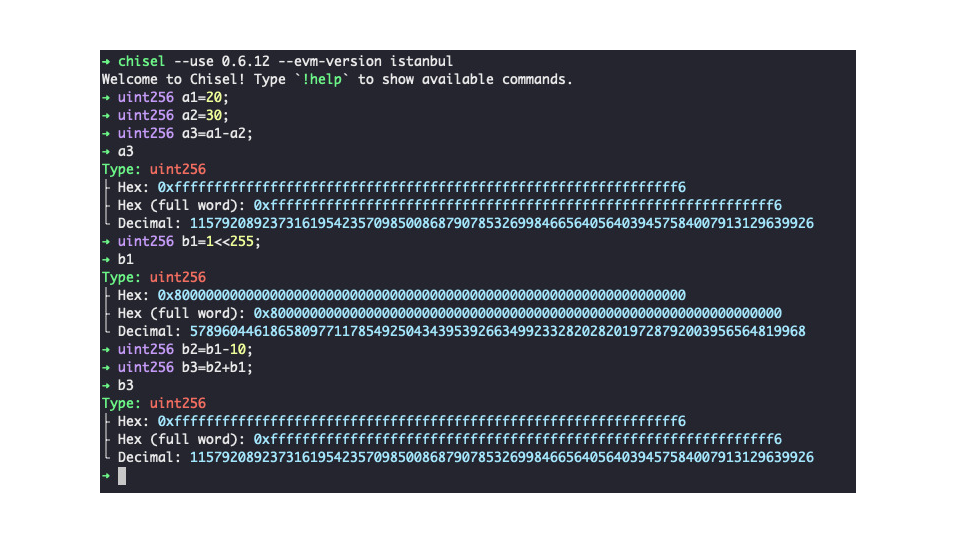 ➜ chisel --use 0.6.12 --evm-version istanbul
Welcome to Chisel! Type `!help` to show available commands.
➜ uint256 a1=20;
➜ uint256 a2=30;
➜ uint256 a3=a1-a2;
➜ a3
Type: uint256
├ Hex: 0xfffffffffffffffffffffffffffffffffffffffffffffffffffffffffffffff6
├ Hex (full word): 0xfffffffffffffffffffffffffffffffffffffffffffffffffffffffffffffff6
└ Decimal: 115792089237316195423570985008687907853269984665640564039457584007913129639926
➜ uint256 b1=1<<255;
➜ b1
Type: uint256
├ Hex: 0x8000000000000000000000000000000000000000000000000000000000000000
├ Hex (full word): 0x8000000000000000000000000000000000000000000000000000000000000000
└ Decimal: 57896044618658097711785492504343953926634992332820282019728792003956564819968
➜ uint256 b2=b1-10;
➜ uint256 b3=b2+b1;
➜ b3
Type: uint256
├ Hex: 0xfffffffffffffffffffffffffffffffffffffffffffffffffffffffffffffff6
├ Hex (full word): 0xfffffffffffffffffffffffffffffffffffffffffffffffffffffffffffffff6
└ Decimal: 115792089237316195423570985008687907853269984665640564039457584007913129639926
➜